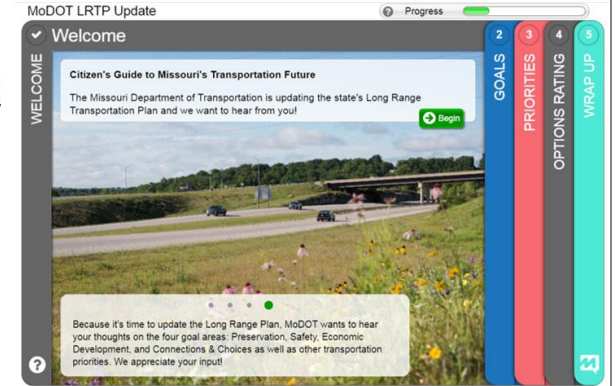 MoDOT LRTP Update
? Progress
Welcome
WELCOME
Citizen's Guide to Missouri's Transportation Future
The Missouri Department of Transportation is updating the state's Long Range
Transportation Plan and we want to hear from you!
Begin
Because it's time to update the Long Range Plan, MoDOT wants to hear
your thoughts on the four goal areas: Preservation, Safety, Economic
Development, and Connections & Choices as well as other transportation
priorities. We appreciate your input!
?
2
GOALS
3
PRIORITIES
4
OPTIONS RATING
5
WRAP UP